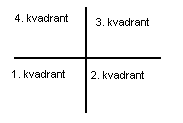 4. kvadrant
3. kvadrant
1. kvadrant
2. kvadrant